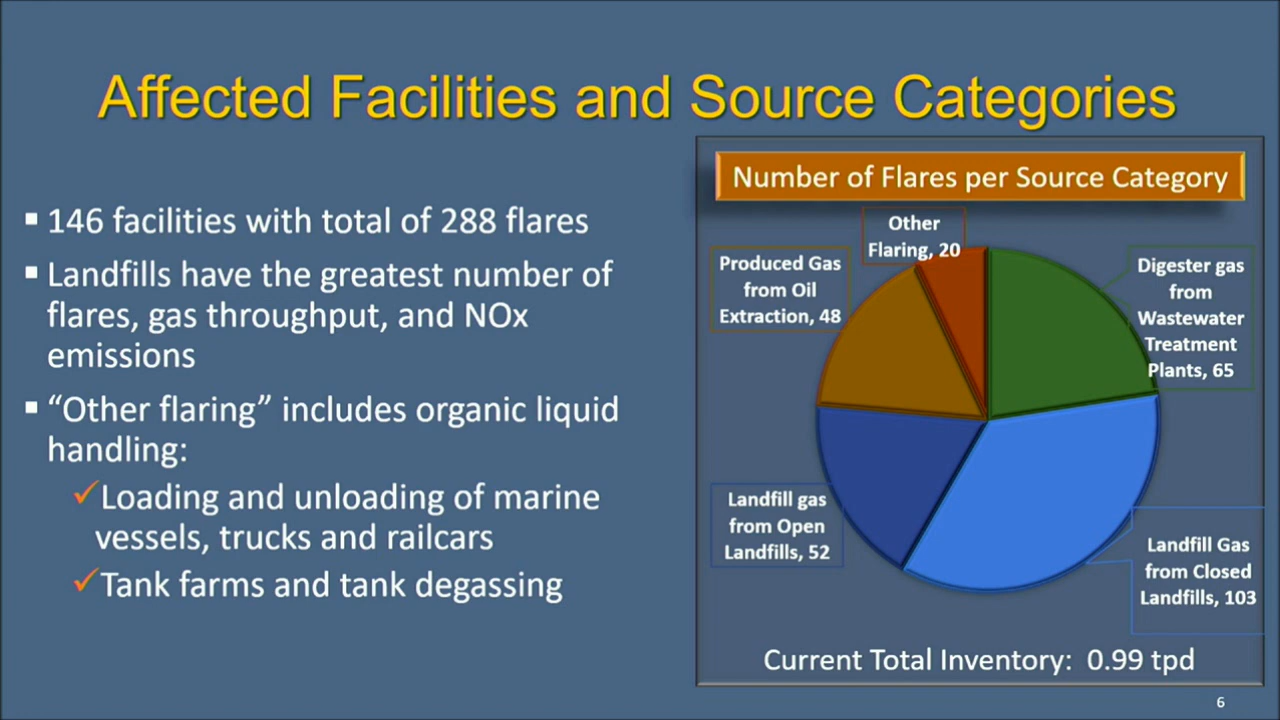 Affected Facilities and Source Categories
▪ 146 facilities with total of 288 flares
▪ Landfills have the greatest number of
flares, gas throughput, and NOx
emissions
▪ “Other flaring” includes organic liquid
handling:
✓Loading and unloading of marine
vessels, trucks and railcars
✓Tank farms and tank degassing
Number of Flares per Source Category
Other
Flaring, 20
Produced Gas
from Oil
Extraction, 48
Digester gas
from
Wastewater
Treatment
Plants, 65
Landfill gas
from Open
Landfills, 52
Landfill Gas
from Closed
Landfills, 103
Current Total Inventory: 0.99 tpd
6